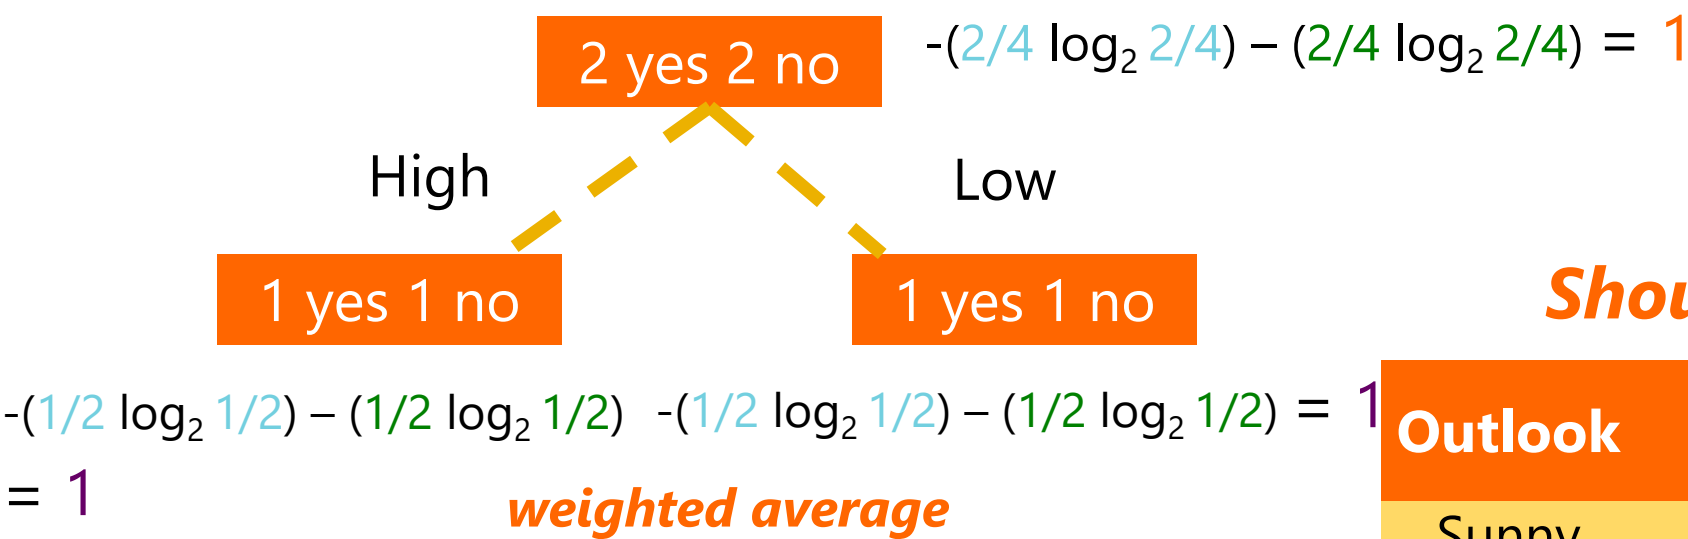 2 yes 2 no
-(2/4 log₂ 2/4) – (2/4 log₂ 2/4) = 1
High
Low
1 yes 1 no
1 yes 1 no
-(1/2 log₂ 1/2) – (1/2 log₂ 1/2)
= 1
-(1/2 log₂ 1/2) – (1/2 log₂ 1/2) = 1
weighted average
Shou
Outlook
Sunny